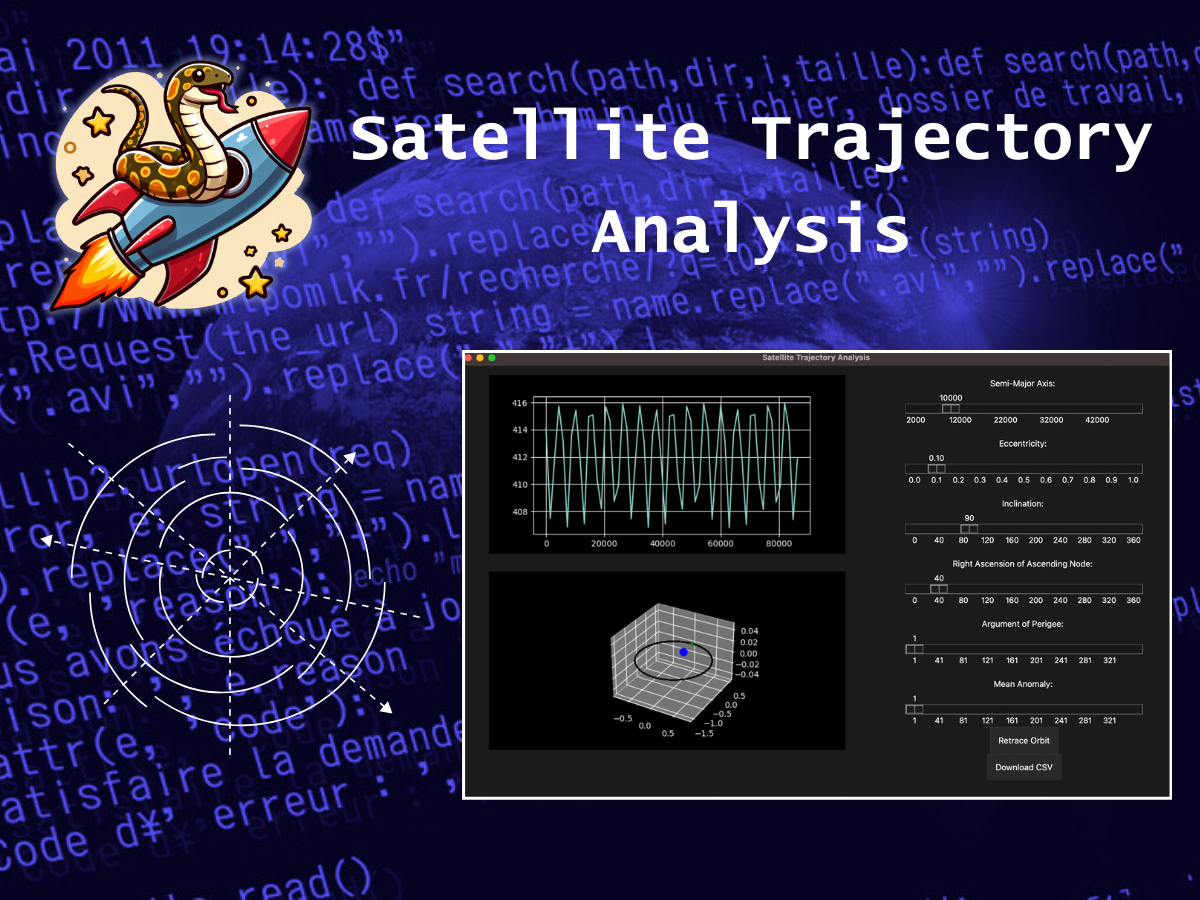 ai 2011 19:14:28$"
def search(path,dir,i,taille):def search(path,
du fichier, dossier de travail,
Satellite Trajectory
Analysis
def search(path,dir,i,taille):
.replace(
(string)
string = name.replace(".avi","").replace("
.Request(the_url)
(".avi", "").replace(
.urlopen(req)
string = nam
.replace(
echo "m
(e, 'reason'):
us avons échoué à jo
e.reason
'code'):
attr(e,
satisfaire la demande
Code d¥' erreur : ',
read()
Satellite Trajectory Analysis
416
414
412
410
408
0 20000 40000 60000 80000
0.04
0.02
0.00
−0.02
−0.04
0.5
0.0
−0.5
−1.0
−1.5
−0.5 0.0 0.5
Semi-Major Axis:
10000
2000 12000 22000 32000 42000
Eccentricity:
0.10
0.0 0.1 0.2 0.3 0.4 0.5 0.6 0.7 0.8 0.9 1.0
Inclination:
90
0 40 80 120 160 200 240 280 320 360
Right Ascension of Ascending Node:
40
0 40 80 120 160 200 240 280 320 360
Argument of Perigee:
1
1 41 81 121 161 201 241 281 321
Mean Anomaly:
1
1 41 81 121 161 201 241 281 321
Retrace Orbit
Download CSV